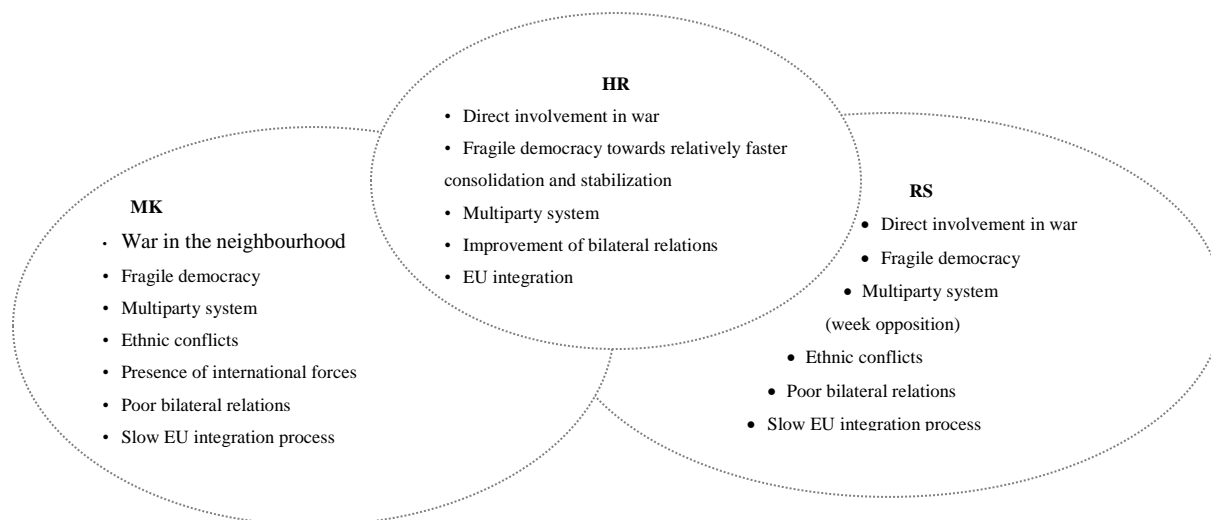 HR
• Direct involvement in war
• Fragile democracy towards relatively faster
consolidation and stabilization
• Multiparty system
• Improvement of bilateral relations
• EU integration
MK
• War in the neighbourhood
• Fragile democracy
• Multiparty system
• Ethnic conflicts
• Presence of international forces
• Poor bilateral relations
• Slow EU integration process
RS
• Direct involvement in war
• Fragile democracy
• Multiparty system
(week opposition)
• Ethnic conflicts
• Poor bilateral relations
• Slow EU integration process